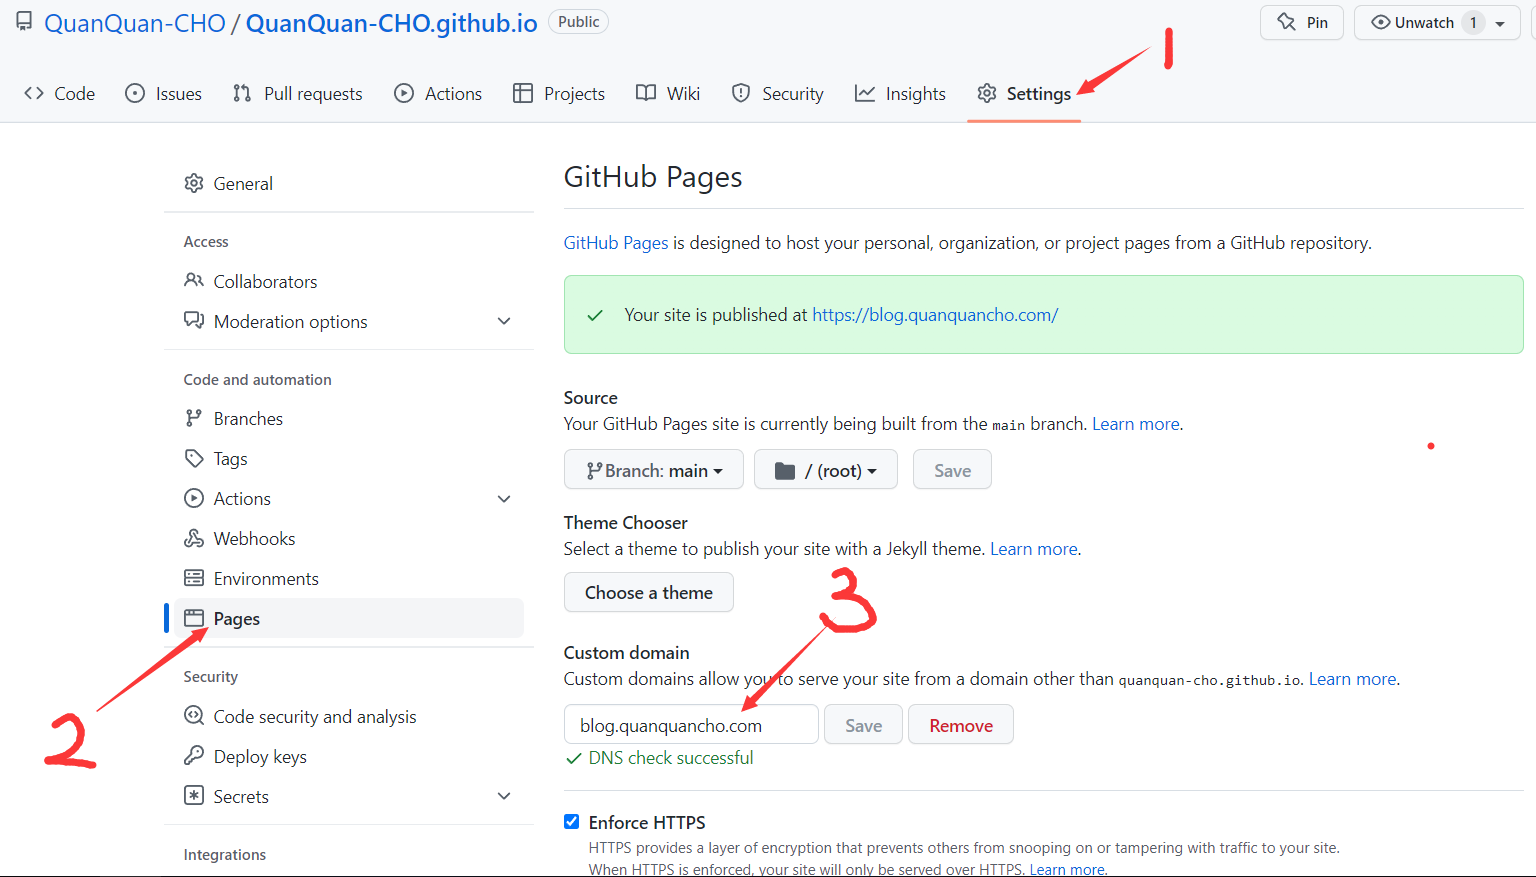 QuanQuan-CHO / QuanQuan-CHO.github.io Public
Pin
Unwatch 1
1
Code Issues Pull requests Actions Projects Wiki Security Insights Settings
General
Access
Collaborators
Moderation options
Code and automation
Branches
Tags
Actions
Webhooks
Environments
Pages
2
Security
Code security and analysis
Deploy keys
Secrets
Integrations
GitHub Pages
GitHub Pages is designed to host your personal, organization, or project pages from a GitHub repository.
Your site is published at https://blog.quanquancho.com/
Source
Your GitHub Pages site is currently being built from the main branch. Learn more.
Branch: main / (root) Save
Theme Chooser
Select a theme to publish your site with a Jekyll theme. Learn more.
Choose a theme
3
Custom domain
Custom domains allow you to serve your site from a domain other than quanquan-cho.github.io. Learn more.
blog.quanquancho.com Save Remove
DNS check successful
Enforce HTTPS
HTTPS provides a layer of encryption that prevents others from snooping on or tampering with traffic to your site.
When HTTPS is enforced, your site will only be served over HTTPS. Learn more.